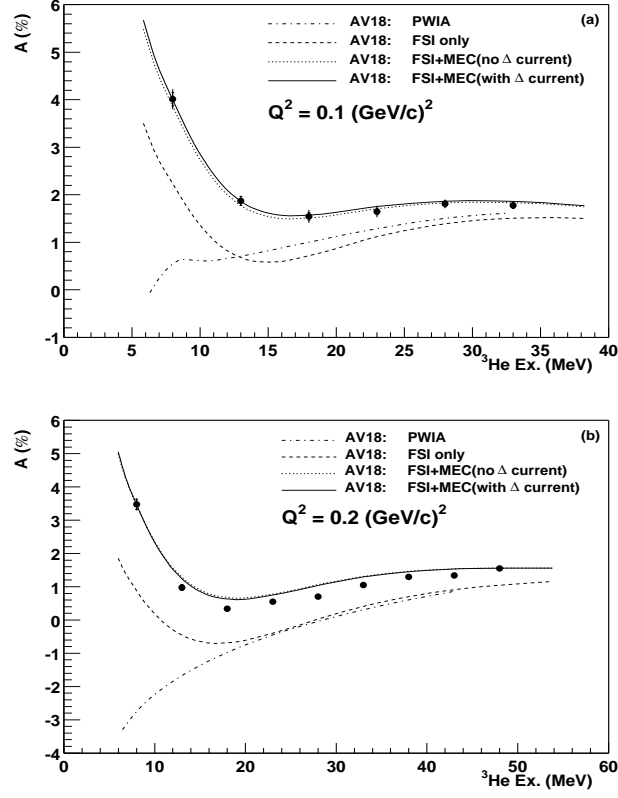 A (%)
6
5
4
3
2
1
0
-1
(a)
AV18: PWIA
AV18: FSI only
AV18: FSI+MEC(no Δ current)
AV18: FSI+MEC(with Δ current)
Q² = 0.1 (GeV/c)²
0 5 10 15 20 25 30 35 40
³He Ex. (MeV)
A (%)
6
5
4
3
2
1
0
-1
-2
-3
-4
(b)
AV18: PWIA
AV18: FSI only
AV18: FSI+MEC(no Δ current)
AV18: FSI+MEC(with Δ current)
Q² = 0.2 (GeV/c)²
0 10 20 30 40 50 60
³He Ex. (MeV)